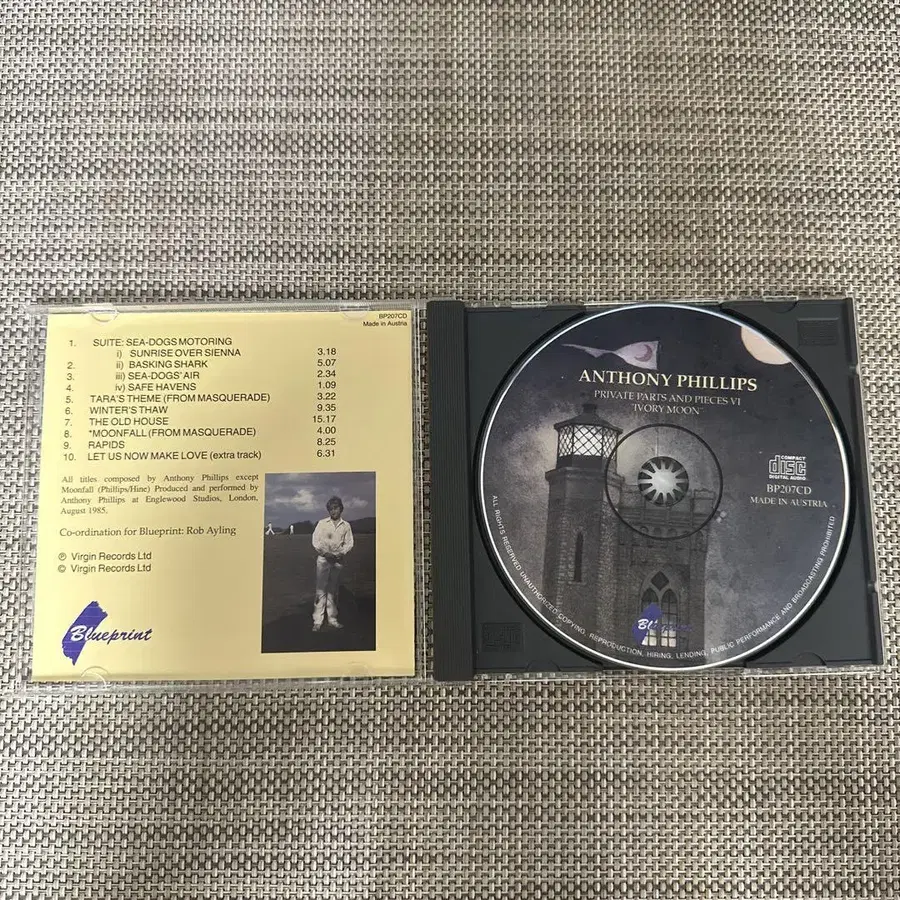 BP207CD
Made in Austria
1. SUITE: SEA-DOGS MOTORING
i) SUNRISE OVER SIENNA 3.18
2. ii) BASKING SHARK 5.07
3. iii) SEA-DOGS' AIR 2.34
4. iv) SAFE HAVENS 1.09
5. TARA'S THEME (FROM MASQUERADE) 3.22
6. WINTER'S THAW 9.35
7. THE OLD HOUSE 15.17
8. *MOONFALL (FROM MASQUERADE) 4.00
9. RAPIDS 8.25
10. LET US NOW MAKE LOVE (extra track) 6.31
All titles composed by Anthony Phillips except
Moonfall (Phillips/Hine) Produced and performed by
Anthony Phillips at Englewood Studios, London,
August 1985.
Co-ordination for Blueprint: Rob Ayling
℗ Virgin Records Ltd
© Virgin Records Ltd
Blueprint
ANTHONY PHILLIPS
PRIVATE PARTS AND PIECES VI
"IVORY MOON"
COMPACT
disc
DIGITAL AUDIO
BP207CD
MADE IN AUSTRIA
ALL RIGHTS RESERVED UNAUTHORIZED COPYING, REPRODUCTION, HIRING, LENDING, PUBLIC PERFORMANCE AND BROADCASTING PROHIBITED